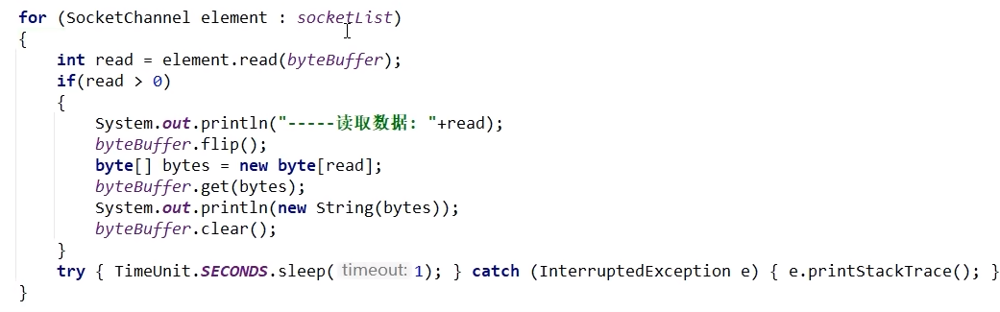 for (SocketChannel element : socketList)
{
    int read = element.read(byteBuffer);
    if(read > 0)
    {
        System.out.println("-----读取数据: "+read);
        byteBuffer.flip();
        byte[] bytes = new byte[read];
        byteBuffer.get(bytes);
        System.out.println(new String(bytes));
        byteBuffer.clear();
    }
    try { TimeUnit.SECONDS.sleep( timeout: 1); } catch (InterruptedException e) { e.printStackTrace(); }
}